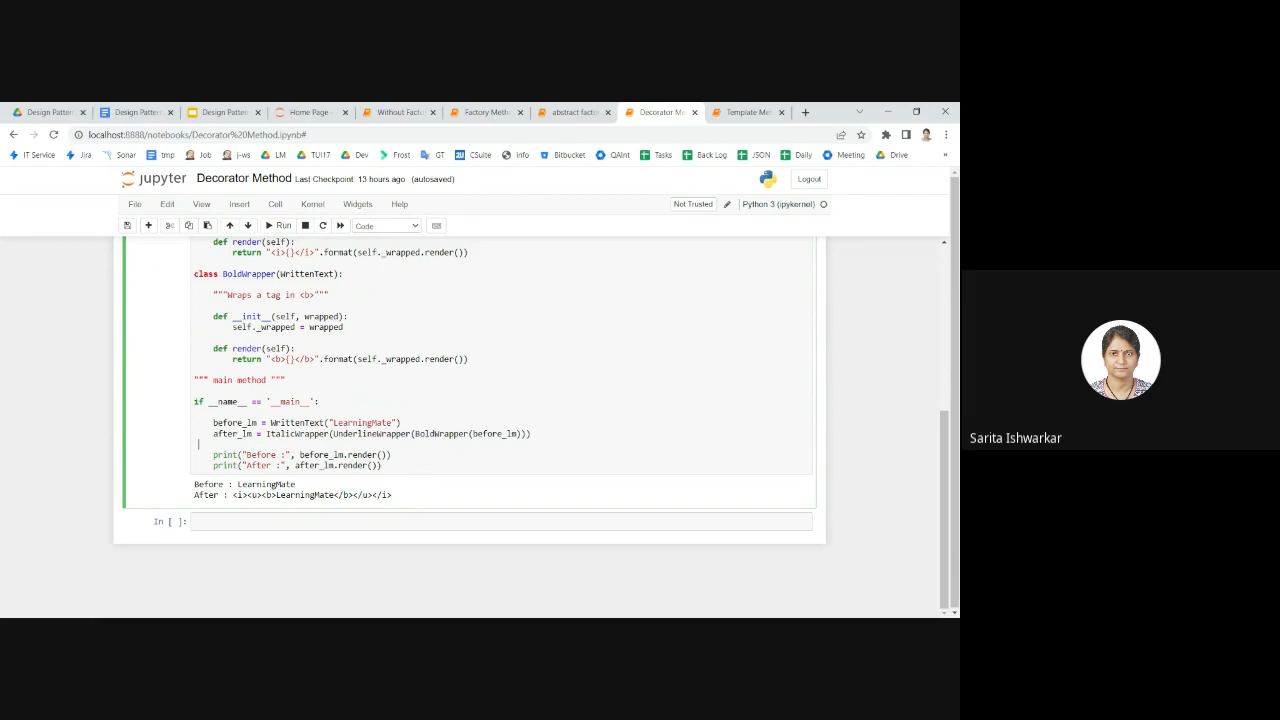 Design Patter
Design Patter
Design Patter
Home Page
Without Facto
Factory Meth
abstract factor
Decorator Me
Template Met
localhost:8888/notebooks/Decorator%20Method.ipynb#
IT Service
Jira
Sonar
tmp
Job
j-ws
LM
TUI17
Dev
Frost
GT
CSuite
info
Bitbucket
QAInt
Tasks
Back Log
JSON
Daily
Meeting
Drive
»
jupyter Decorator Method Last Checkpoint: 13 hours ago (autosaved)
Logout
File Edit View Insert Cell Kernel Widgets Help
Not Trusted
Python 3 (ipykernel)
Run
Code
def render(self):
return "<i>{}</i>".format(self._wrapped.render())
class BoldWrapper(WrittenText):
"""Wraps a tag in <b>"""
def __init__(self, wrapped):
self._wrapped = wrapped
def render(self):
return "<b>{}</b>".format(self._wrapped.render())
""" main method """
if __name__ == '__main__':
before_lm = WrittenText("LearningMate")
after_lm = ItalicWrapper(UnderlineWrapper(BoldWrapper(before_lm)))
print("Before :", before_lm.render())
print("After :", after_lm.render())
Before : LearningMate
After : <i><u><b>LearningMate</b></u></i>
In [ ]:
Sarita Ishwarkar